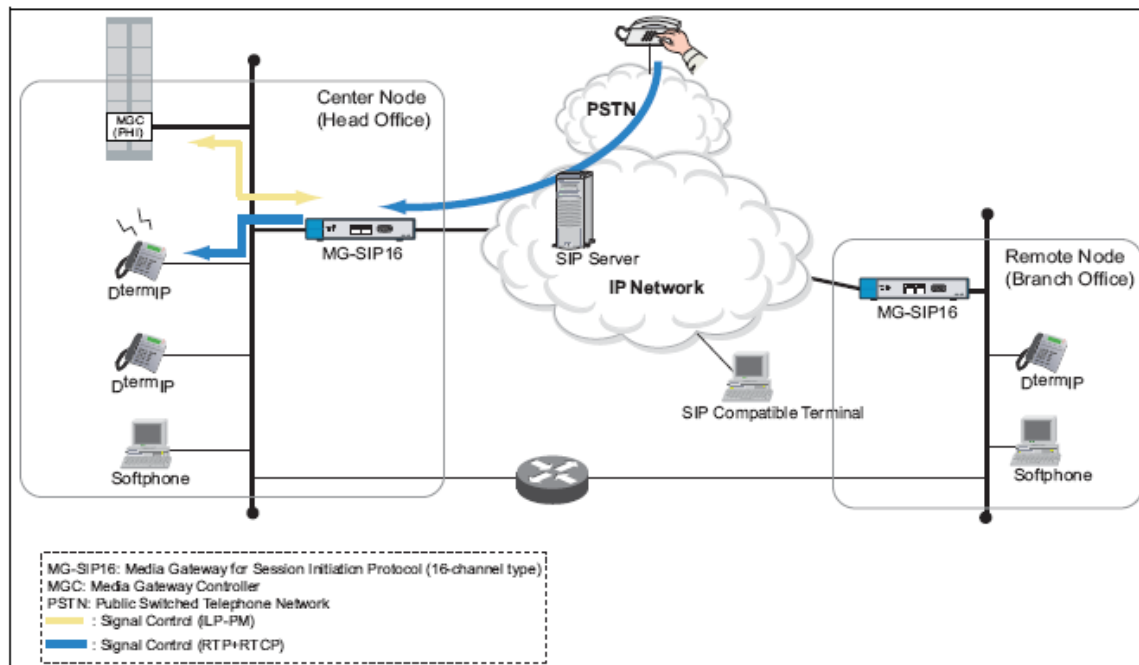 MGC
(PHI)
Center Node
(Head Office)
PSTN
MG-SIP16
SIP Server
IP Network
Remote Node
(Branch Office)
MG-SIP16
DtermIP
DtermIP
DtermIP
SIP Compatible Terminal
Softphone
Softphone
MG-SIP16: Media Gateway for Session Initiation Protocol (16-channel type)
MGC: Media Gateway Controller
PSTN: Public Switched Telephone Network
: Signal Control (iLP-PM)
: Signal Control (RTP+RTCP)